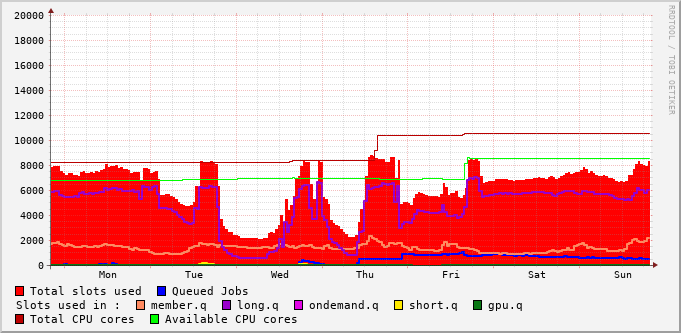 RRDTOOL / TOBI OETIKER
20000
18000
16000
14000
12000
10000
8000
6000
4000
2000
0
Mon Tue Wed Thu Fri Sat Sun
Total slots used Queued Jobs
Slots used in : member.q long.q ondemand.q short.q gpu.q
Total CPU cores Available CPU cores